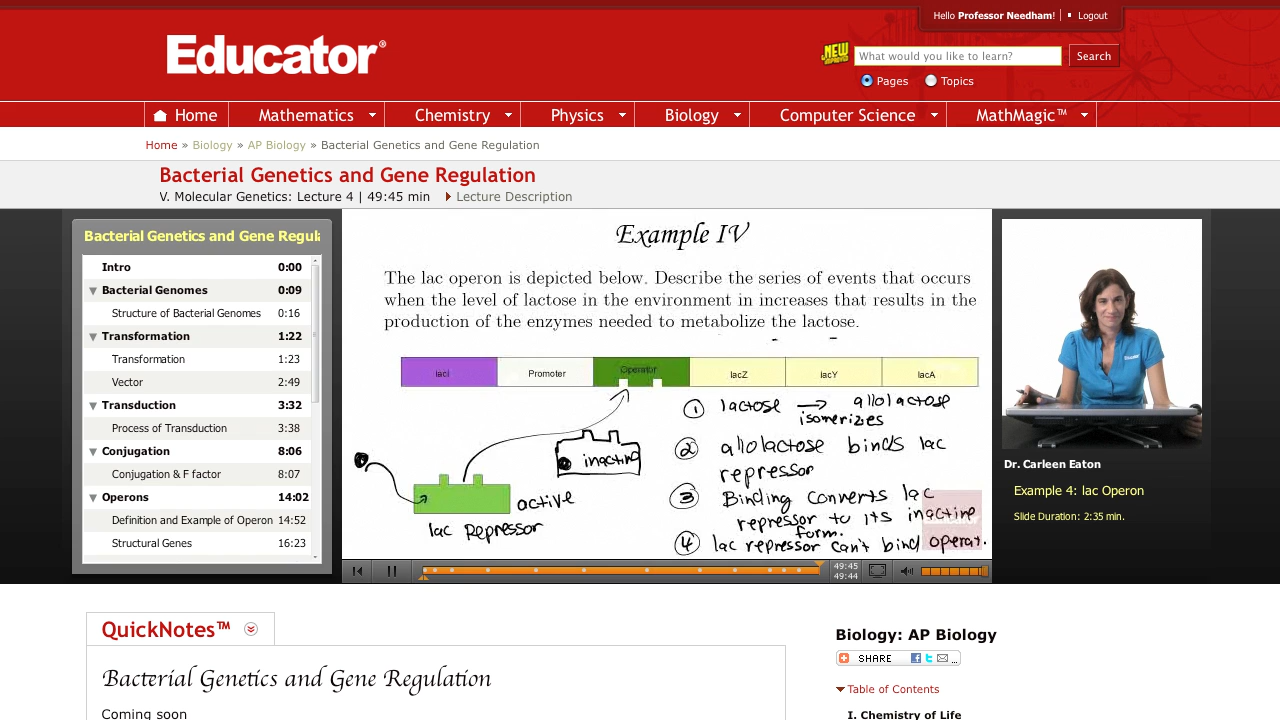 Hello Professor Needham!
Logout
Educator®
NEW
What would you like to learn?
Search
Pages
Topics
Home
Mathematics
Chemistry
Physics
Biology
Computer Science
MathMagic™
Home » Biology » AP Biology » Bacterial Genetics and Gene Regulation
Bacterial Genetics and Gene Regulation
V. Molecular Genetics: Lecture 4 | 49:45 min
Lecture Description
Bacterial Genetics and Gene Regula
Intro 0:00
Bacterial Genomes 0:09
Structure of Bacterial Genomes 0:16
Transformation 1:22
Transformation 1:23
Vector 2:49
Transduction 3:32
Process of Transduction 3:38
Conjugation 8:06
Conjugation & F factor 8:07
Operons 14:02
Definition and Example of Operon 14:52
Structural Genes 16:23
Example IV
The lac operon is depicted below. Describe the series of events that occurs
when the level of lactose in the environment in increases that results in the
production of the enzymes needed to metabolize the lactose.
lacI
Promoter
Operator
lacZ
lacY
lacA
inactive
active
lac Repressor
① lactose → allolactose
isomerizes
② allolactose binds lac
repressor
③ Binding converts lac
repressor to its inactive
form.
④ lac repressor can't bind operat.
Educator
49:45
49:44
Educator
Dr. Carleen Eaton
Example 4: lac Operon
Slide Duration: 2:35 min.
QuickNotes™
Bacterial Genetics and Gene Regulation
Coming soon
Biology: AP Biology
SHARE
...
Table of Contents
I. Chemistry of Life